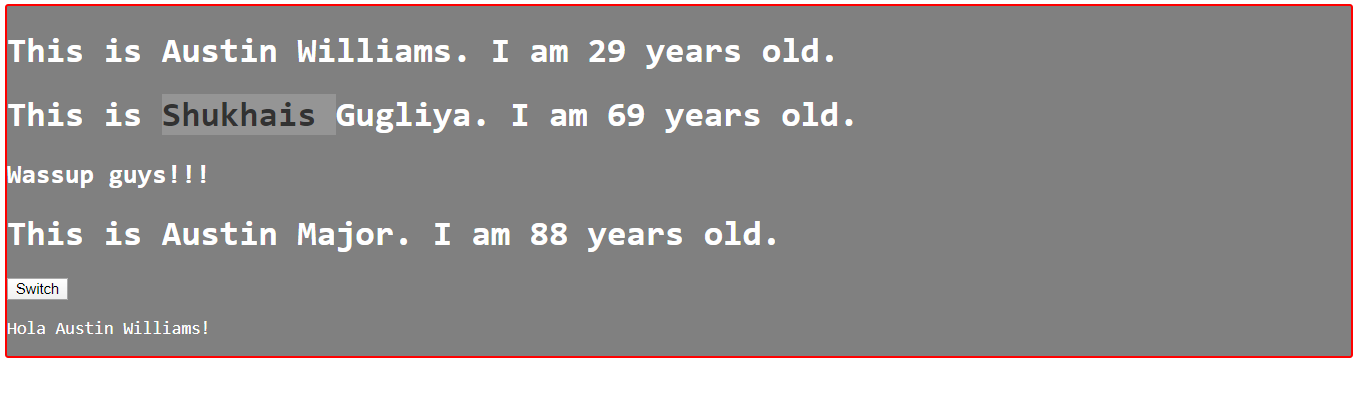 This is Austin Williams. I am 29 years old.
This is Shukhais Gugliya. I am 69 years old.
Wassup guys!!!
This is Austin Major. I am 88 years old.
Switch
Hola Austin Williams!